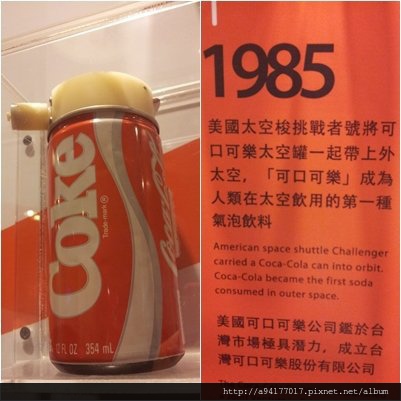 Coke
Trade-mark®
Coca-Cola
12 FL OZ 354 mL
1985
美國太空梭挑戰者號將可
口可樂太空罐一起帶上外
太空，「可口可樂」成為
人類在太空飲用的第一種
氣泡飲料
American space shuttle Challenger
carried a Coca-Cola can into orbit.
Coca-Cola became the first soda
consumed in outer space.
美國可口可樂公司鑑於台
灣市場極具潛力，成立台
灣可口可樂股份有限公司
http://a94177017.pixnet.net/album